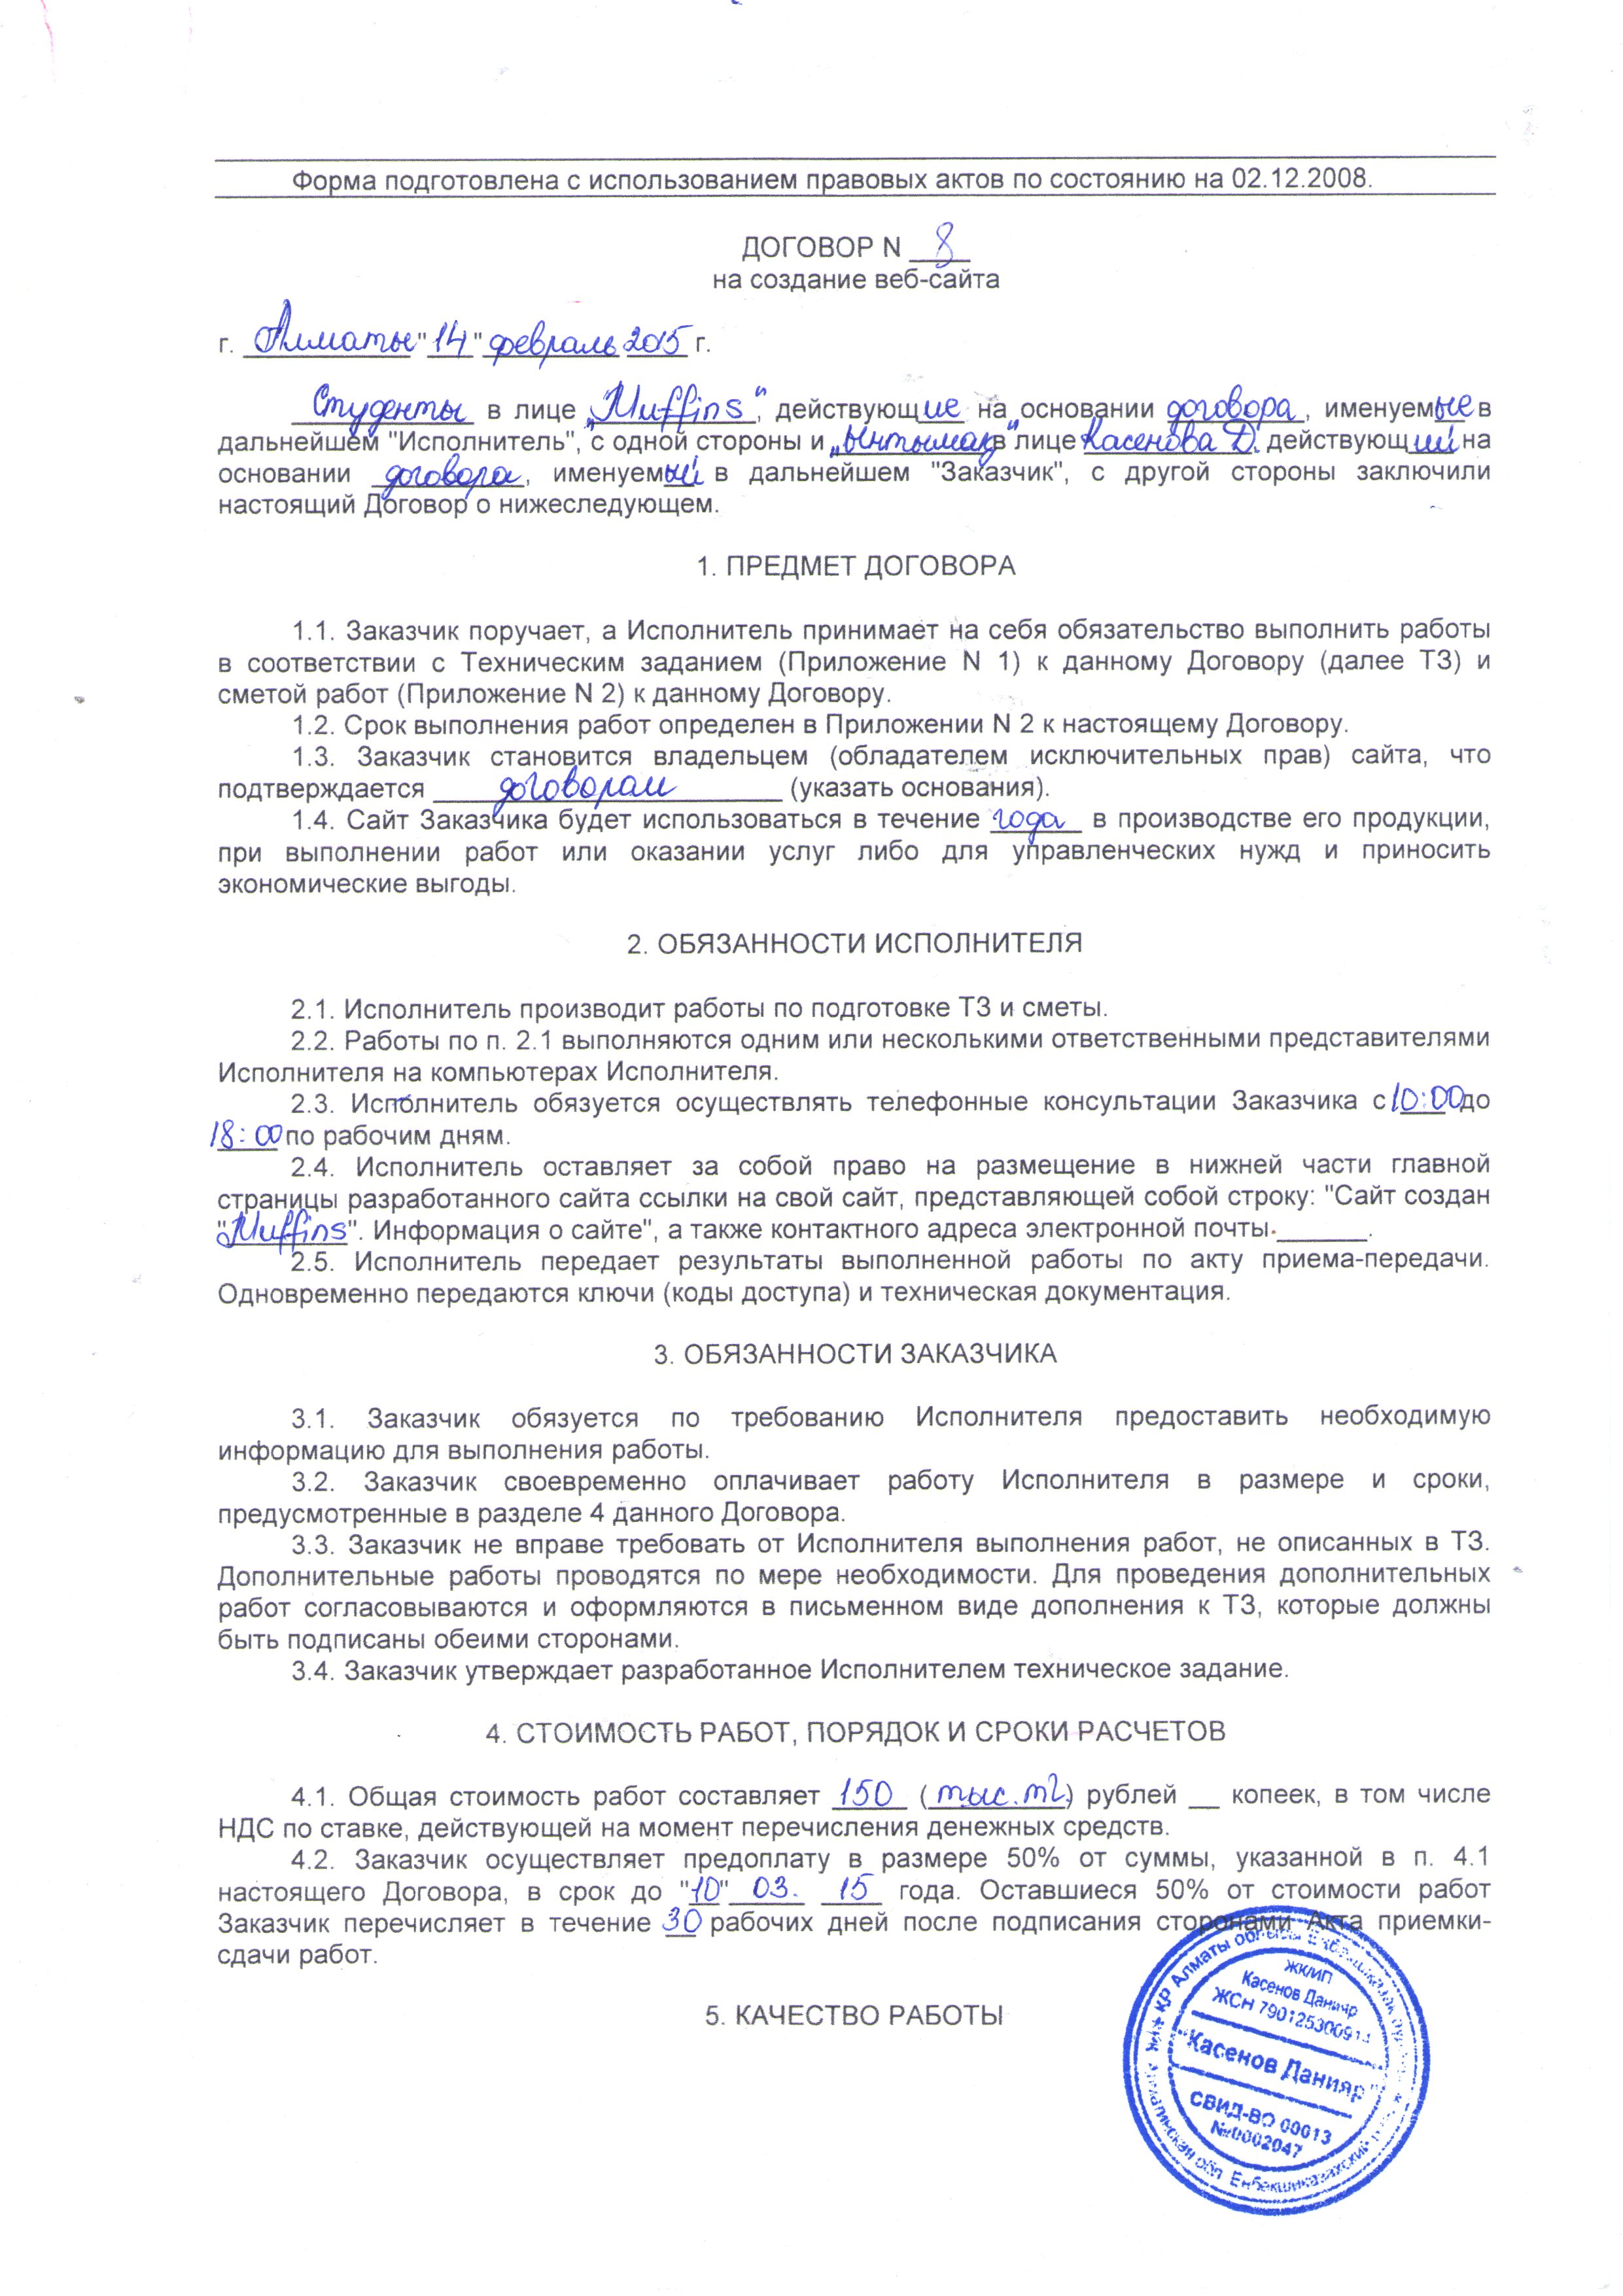 Форма подготовлена с использованием правовых актов по состоянию на 02.12.2008.
ДОГОВОР N 8
на создание веб-сайта
г. Алматы "14" февраль 2015 г.
Студенты в лице "Muffins", действующие на основании договора, именуемые в
дальнейшем "Исполнитель", с одной стороны и "Ынтымақ" в лице Касенова Д. действующий на
основании договора, именуемый в дальнейшем "Заказчик", с другой стороны заключили
настоящий Договор о нижеследующем.
1. ПРЕДМЕТ ДОГОВОРА
1.1. Заказчик поручает, а Исполнитель принимает на себя обязательство выполнить работы
в соответствии с Техническим заданием (Приложение N 1) к данному Договору (далее ТЗ) и
сметой работ (Приложение N 2) к данному Договору.
1.2. Срок выполнения работ определен в Приложении N 2 к настоящему Договору.
1.3. Заказчик становится владельцем (обладателем исключительных прав) сайта, что
подтверждается договорам (указать основания).
1.4. Сайт Заказчика будет использоваться в течение года в производстве его продукции,
при выполнении работ или оказании услуг либо для управленческих нужд и приносить
экономические выгоды.
2. ОБЯЗАННОСТИ ИСПОЛНИТЕЛЯ
2.1. Исполнитель производит работы по подготовке ТЗ и сметы.
2.2. Работы по п. 2.1 выполняются одним или несколькими ответственными представителями
Исполнителя на компьютерах Исполнителя.
2.3. Исполнитель обязуется осуществлять телефонные консультации Заказчика с 10:00 до
18:00 по рабочим дням.
2.4. Исполнитель оставляет за собой право на размещение в нижней части главной
страницы разработанного сайта ссылки на свой сайт, представляющей собой строку: "Сайт создан
"Muffins". Информация о сайте", а также контактного адреса электронной почты ______.
2.5. Исполнитель передает результаты выполненной работы по акту приема-передачи.
Одновременно передаются ключи (коды доступа) и техническая документация.
3. ОБЯЗАННОСТИ ЗАКАЗЧИКА
3.1. Заказчик обязуется по требованию Исполнителя предоставить необходимую
информацию для выполнения работы.
3.2. Заказчик своевременно оплачивает работу Исполнителя в размере и сроки,
предусмотренные в разделе 4 данного Договора.
3.3. Заказчик не вправе требовать от Исполнителя выполнения работ, не описанных в ТЗ.
Дополнительные работы проводятся по мере необходимости. Для проведения дополнительных
работ согласовываются и оформляются в письменном виде дополнения к ТЗ, которые должны
быть подписаны обеими сторонами.
3.4. Заказчик утверждает разработанное Исполнителем техническое задание.
4. СТОИМОСТЬ РАБОТ, ПОРЯДОК И СРОКИ РАСЧЕТОВ
4.1. Общая стоимость работ составляет 150 (тыс. тг.) рублей __ копеек, в том числе
НДС по ставке, действующей на момент перечисления денежных средств.
4.2. Заказчик осуществляет предоплату в размере 50% от суммы, указанной в п. 4.1
настоящего Договора, в срок до "10" 03. 15 года. Оставшиеся 50% от стоимости работ
Заказчик перечисляет в течение 30 рабочих дней после подписания сторонами Акта приемки-
сдачи работ.
5. КАЧЕСТВО РАБОТЫ
ҚР Алматы облысы
ЖК/ИП
Касенов Данияр
ЖСН
"Касенов Данияр"
СВИД-ВО 00013
№0002047
обл Енбекшиказахский